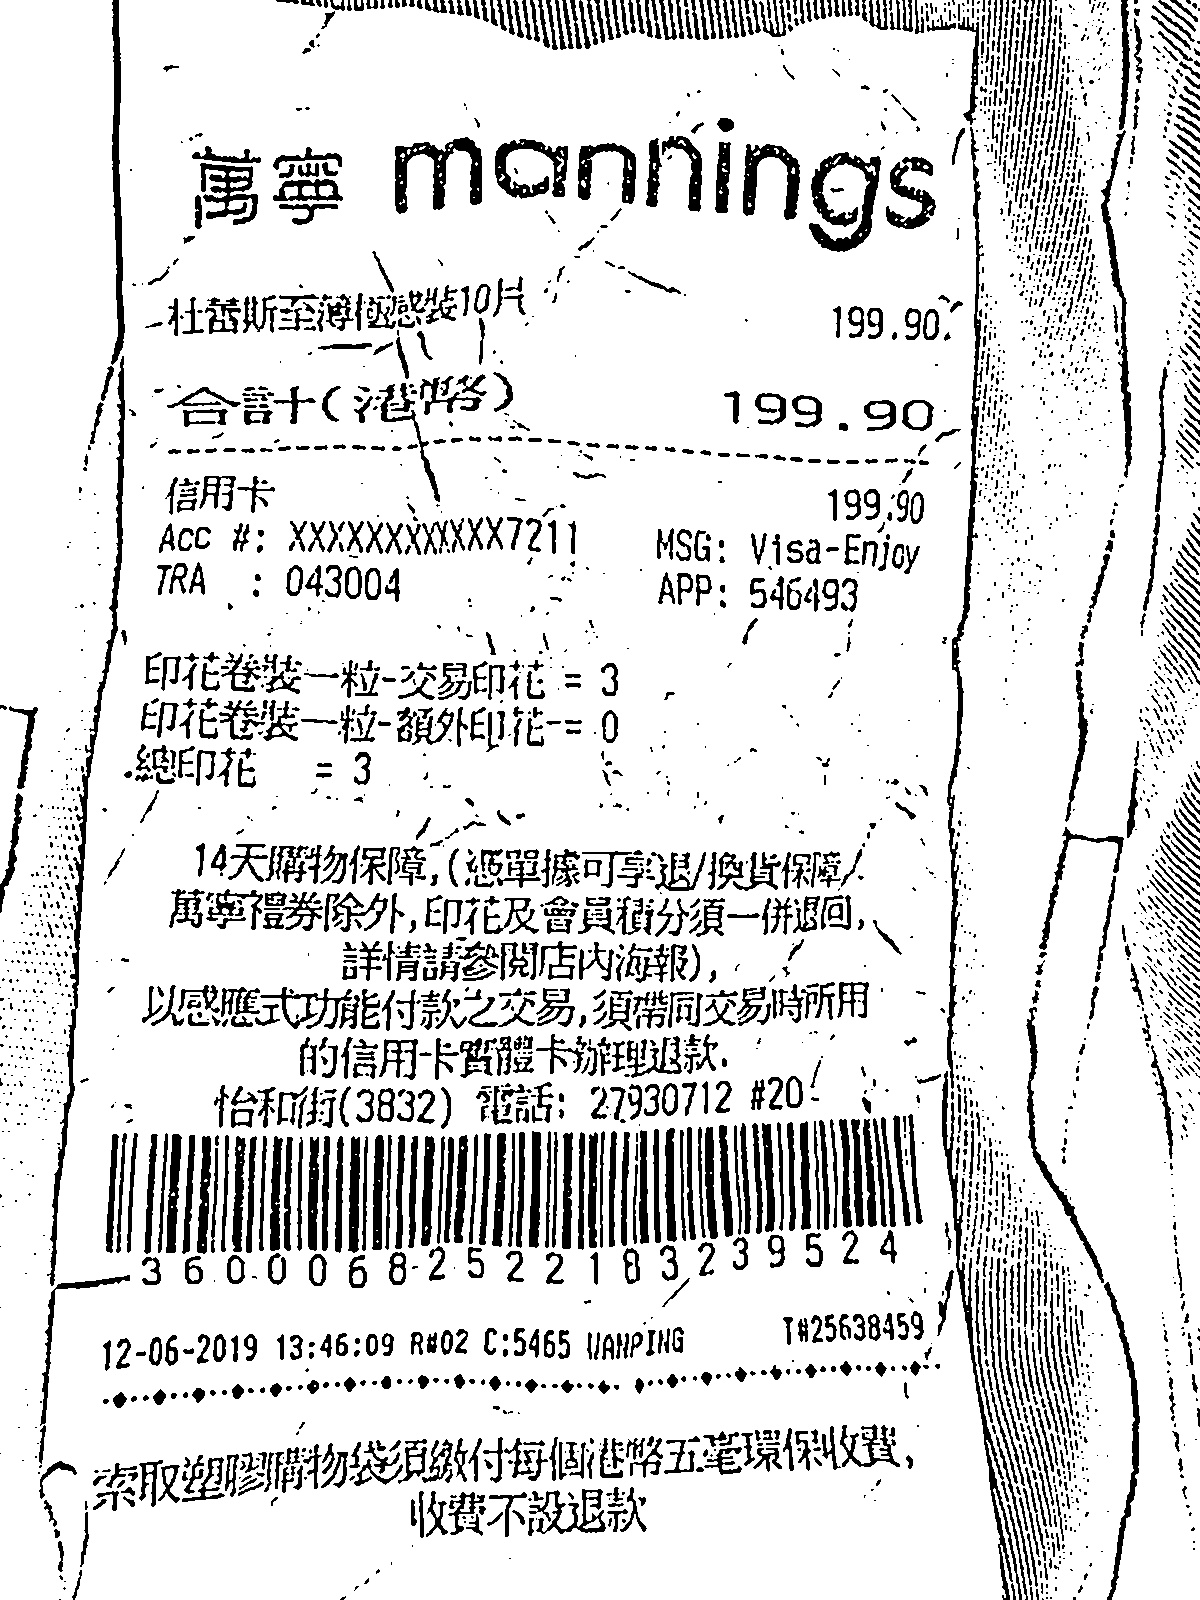 萬寧 mannings
杜蕾斯至薄極感裝10片 199.90
合計(港幣) 199.90
信用卡 199.90
Acc #: XXXXXXXXXXXX7211 MSG: Visa-Enjoy
TRA : 043004 APP: 546493
印花卷裝一粒-交易印花 = 3
印花卷裝一粒-額外印花 = 0
總印花 = 3
14天購物保障,(憑單據可享退/換貨保障,
萬寧禮券除外,印花及會員積分須一併退回,
詳情請參閱店內海報),
以感應式功能付款之交易,須帶同交易時所用
的信用卡實體卡辦理退款.
怡和街(3832) 電話: 27930712 #20
36000682522183239524
12-06-2019 13:46:09 R#02 C:5465 WANPING T#25638459
索取塑膠購物袋須繳付每個港幣五毫環保收費,
收費不設退款